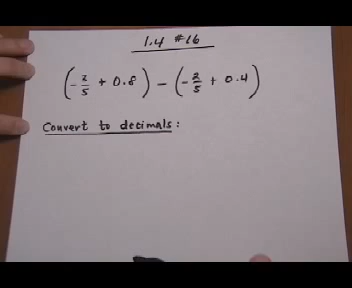 1.4 #16
(-2/5 + 0.8) - (-2/5 + 0.4)
Convert to decimals: